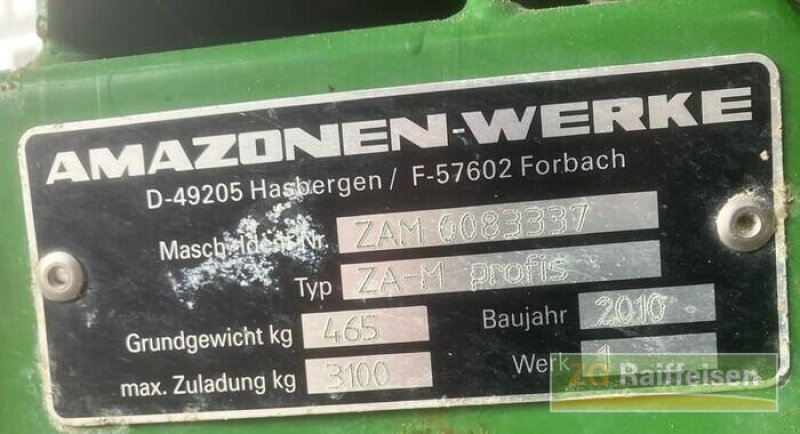 AMAZONEN-WERKE
D-49205 Hasbergen / F-57602 Forbach
Masch.-Ident.Nr. ZAM 0083337
Typ ZA-M profis
Grundgewicht kg 465 Baujahr 2010
max. Zuladung kg 3100 Werk 1
ZG Raiffeisen